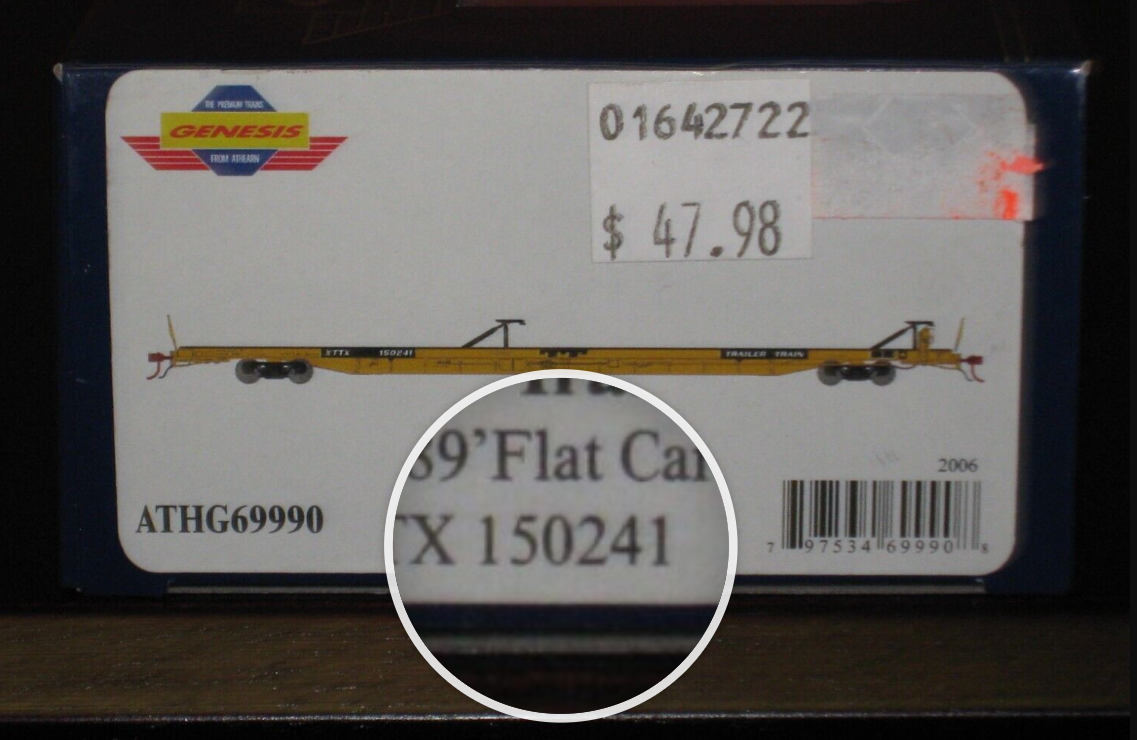 THE PREMIUM TRAINS
GENESIS
FROM ATHEARN
01642722
$ 47.98
XTTX 150241
TRAILER TRAIN
89'Flat Car
TX 150241
ATHG69990
2006
7 97534 69990 8